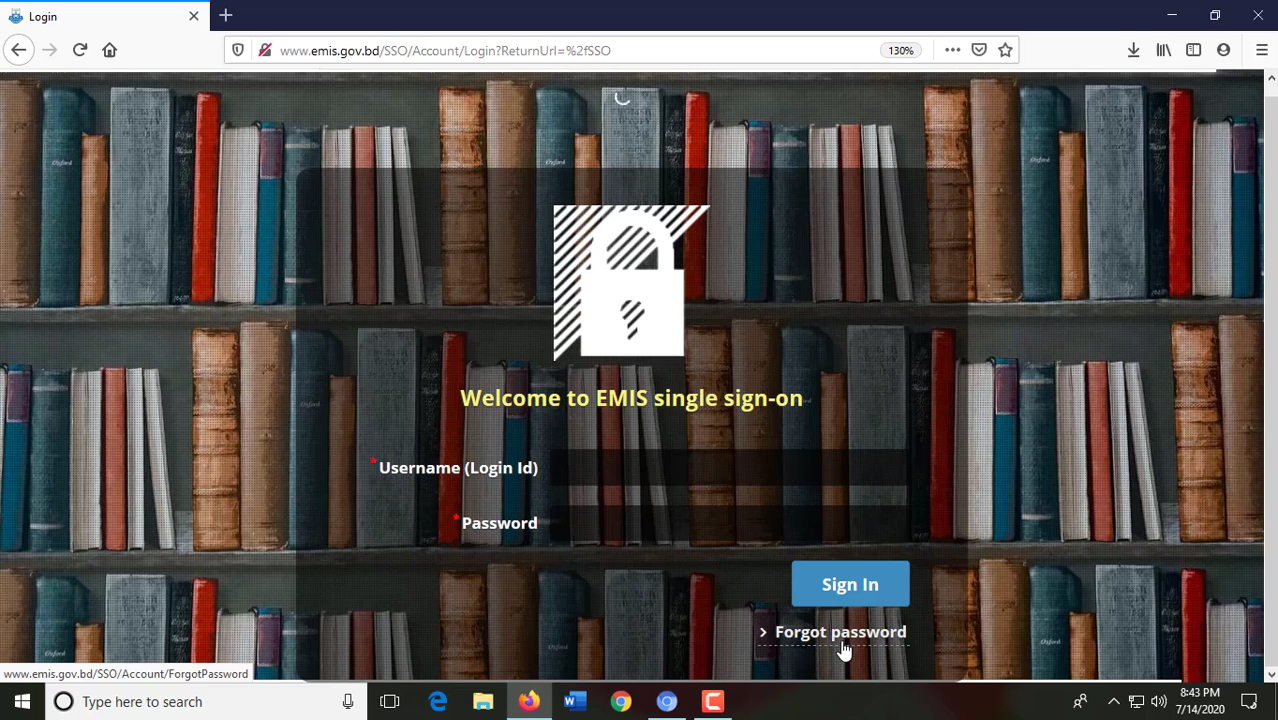 Login
www.emis.gov.bd/SSO/Account/Login?ReturnUrl=%2fSSO
130%
Welcome to EMIS single sign-on
*Username (Login Id)
*Password
Sign In
Forgot password
www.emis.gov.bd/SSO/Account/ForgotPassword
Type here to search
8:43 PM
7/14/2020